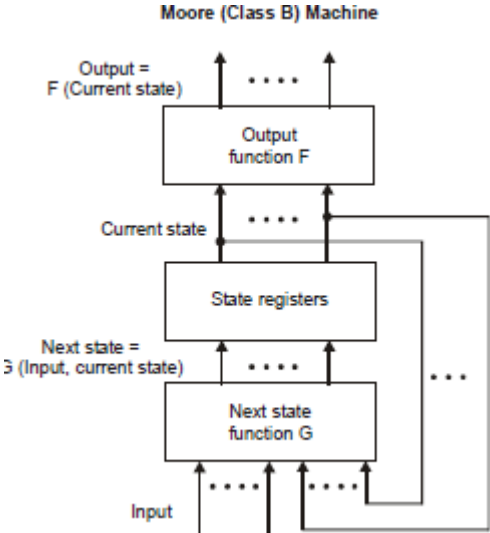 Moore (Class B) Machine
Output =
F (Current state)
Output
function F
Current state
State registers
Next state =
G (Input, current state)
Next state
function G
Input